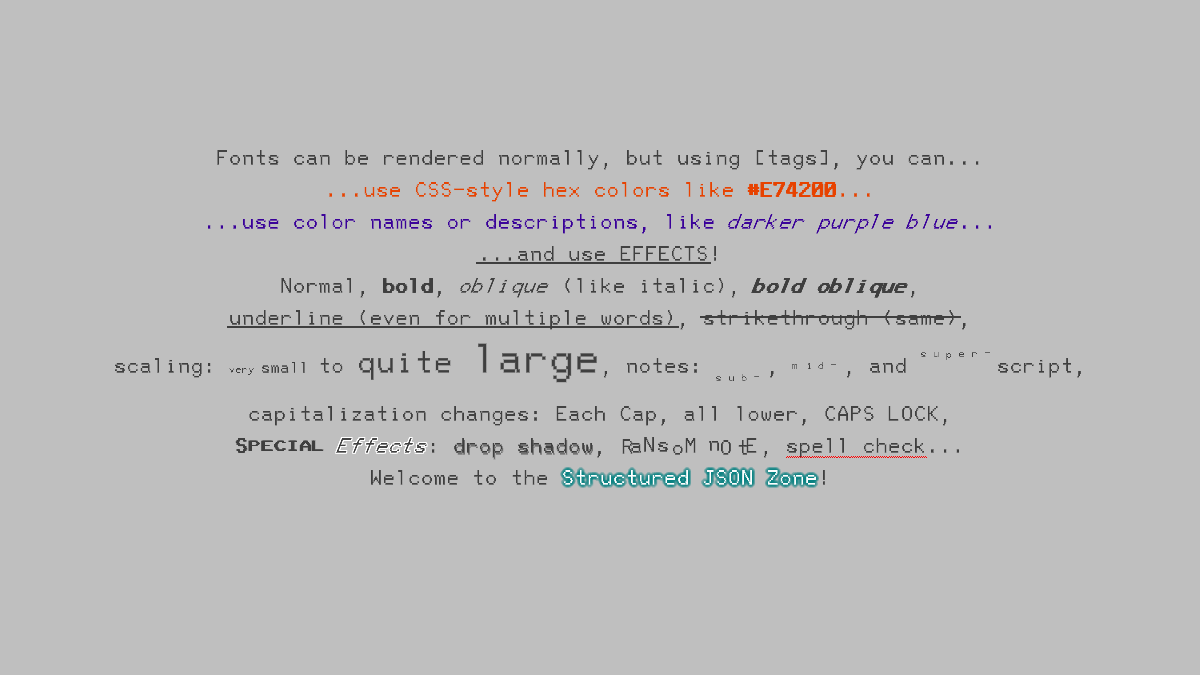 Fonts can be rendered normally, but using [tags], you can...
...use CSS-style hex colors like #E74200...
...use color names or descriptions, like darker purple blue...
...and use EFFECTS!
Normal, bold, oblique (like italic), bold oblique,
underline (even for multiple words), strikethrough (same),
scaling: very small to quite large, notes: sub-, mid-, and super-script,
capitalization changes: Each Cap, all lower, CAPS LOCK,
SPECIAL Effects: drop shadow, RaNsoM nOtE, spell check...
Welcome to the Structured JSON Zone!